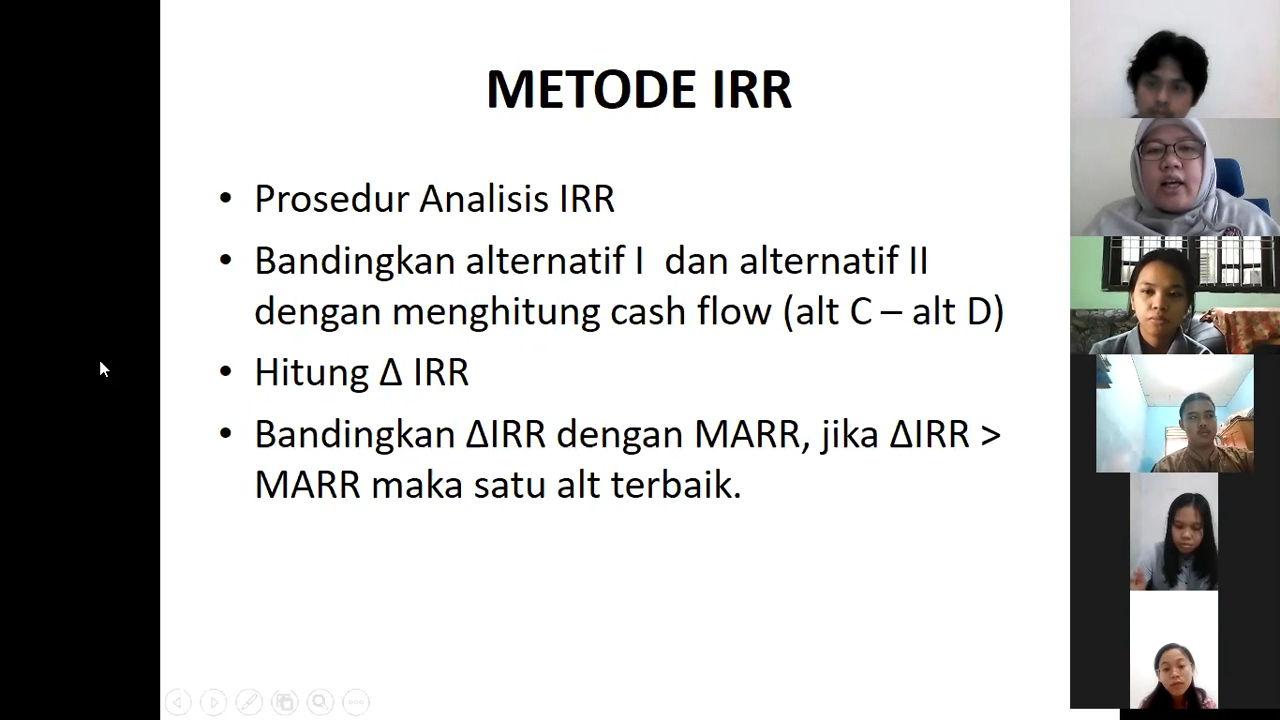 METODE IRR
• Prosedur Analisis IRR
• Bandingkan alternatif I dan alternatif II
dengan menghitung cash flow (alt C – alt D)
• Hitung Δ IRR
• Bandingkan ΔIRR dengan MARR, jika ΔIRR >
MARR maka satu alt terbaik.